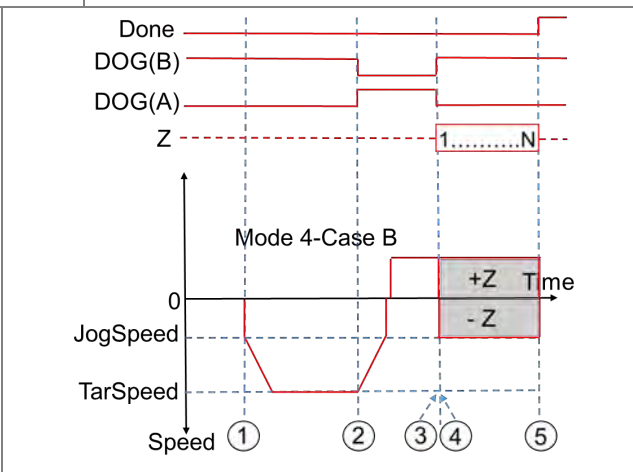 Done
DOG(B)
DOG(A)
Z
1..........N
Mode 4-Case B
+Z
Time
0
- Z
JogSpeed
TarSpeed
Speed
1 2 3 4 5